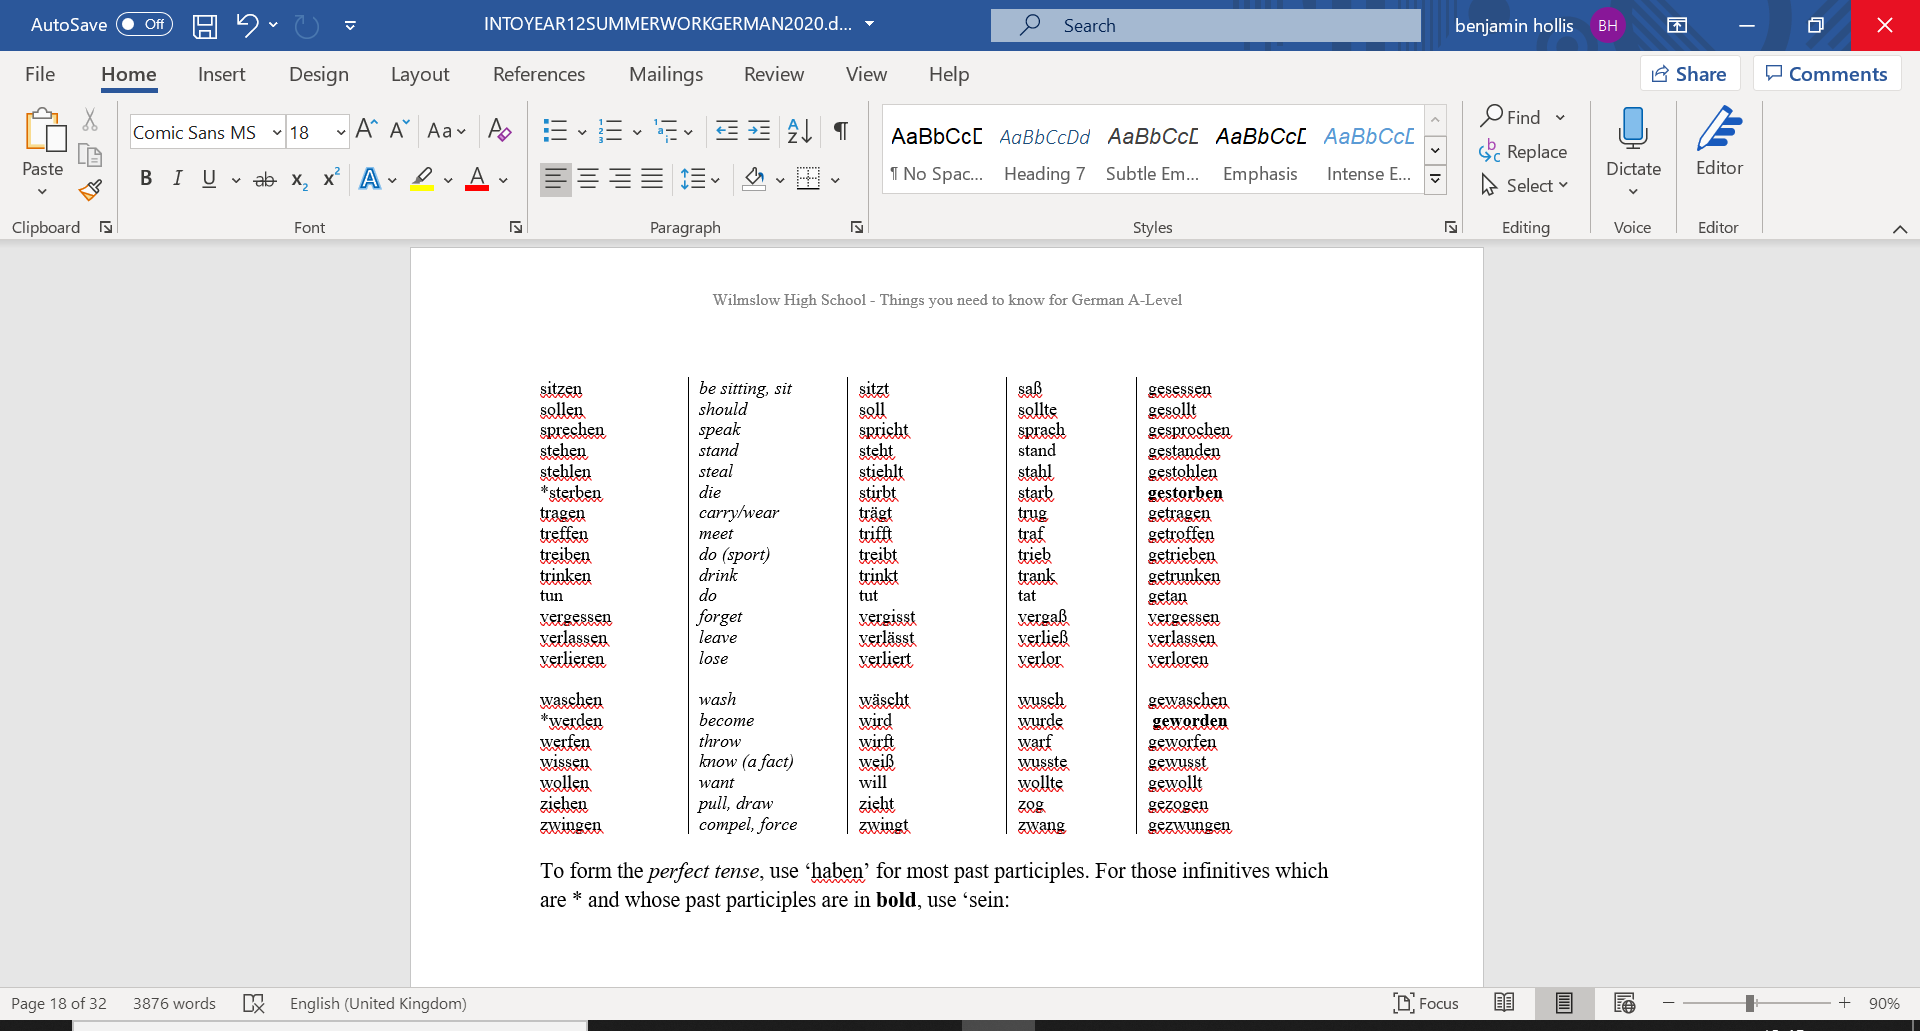 AutoSave Off INTOYEAR12SUMMERWORKGERMAN2020.d... Search benjamin hollis BH
File Home Insert Design Layout References Mailings Review View Help Share Comments
Paste
Clipboard
Comic Sans MS 18 Aa
B I U ab x₂ x² A A
Font
Paragraph
AaBbCcD AaBbCcDd AaBbCcD AaBbCcD AaBbCcD
¶ No Spac... Heading 7 Subtle Em... Emphasis Intense E...
Styles
Find
Replace
Select
Editing
Dictate
Voice
Editor
Editor
Wilmslow High School - Things you need to know for German A-Level
sitzen be sitting, sit sitzt saß gesessen
sollen should soll sollte gesollt
sprechen speak spricht sprach gesprochen
stehen stand steht stand gestanden
stehlen steal stiehlt stahl gestohlen
*sterben die stirbt starb gestorben
tragen carry/wear trägt trug getragen
treffen meet trifft traf getroffen
treiben do (sport) treibt trieb getrieben
trinken drink trinkt trank getrunken
tun do tut tat getan
vergessen forget vergisst vergaß vergessen
verlassen leave verlässt verließ verlassen
verlieren lose verliert verlor verloren
waschen wash wäscht wusch gewaschen
*werden become wird wurde geworden
werfen throw wirft warf geworfen
wissen know (a fact) weiß wusste gewusst
wollen want will wollte gewollt
ziehen pull, draw zieht zog gezogen
zwingen compel, force zwingt zwang gezwungen
To form the perfect tense, use ‘haben’ for most past participles. For those infinitives which
are * and whose past participles are in bold, use ‘sein:
Page 18 of 32 3876 words English (United Kingdom) Focus 90%